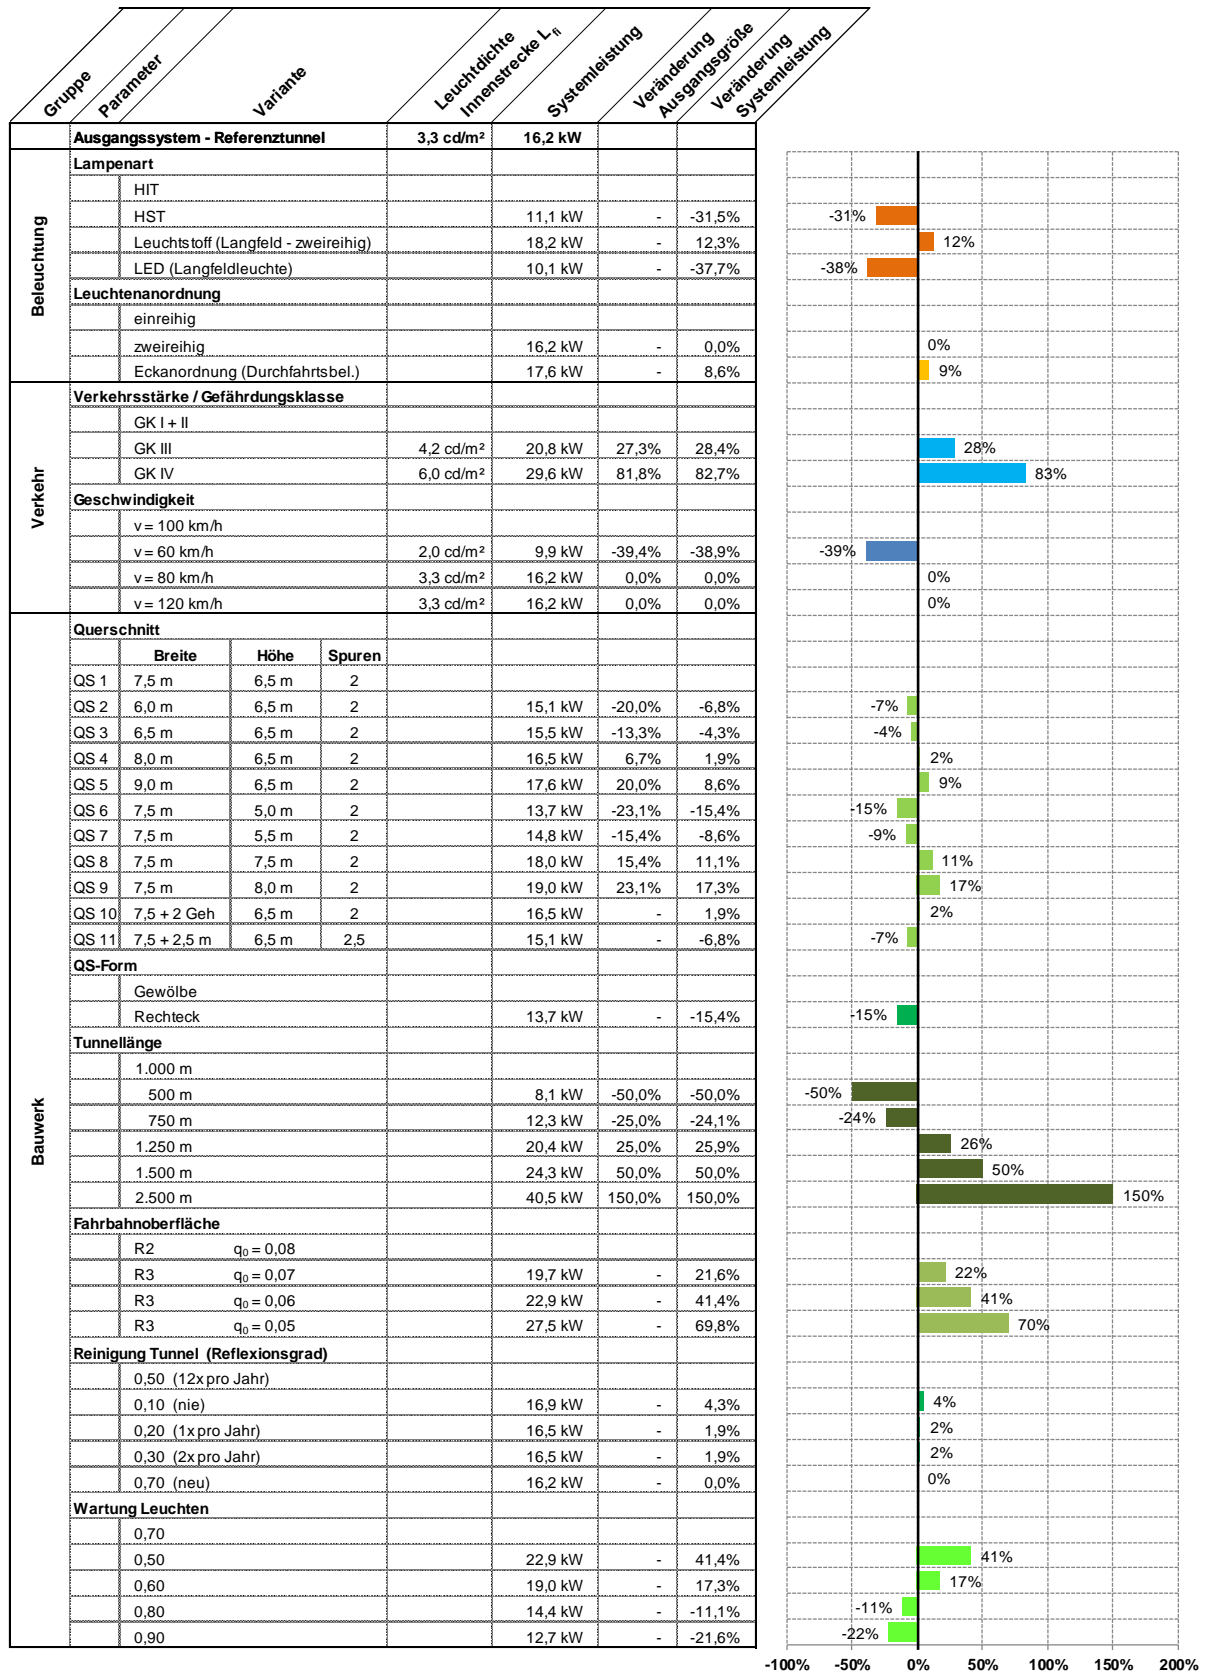 Gruppe Parameter Variante Leuchtdichte Innenstrecke L_fi Systemleistung Veränderung Ausgangsgröße Veränderung Systemleistung
Ausgangssystem - Referenztunnel 3,3 cd/m² 16,2 kW
Beleuchtung
Lampenart
HIT
HST 11,1 kW - -31,5% -31%
Leuchtstoff (Langfeld - zweireihig) 18,2 kW - 12,3% 12%
LED (Langfeldleuchte) 10,1 kW - -37,7% -38%
Leuchtenanordnung
einreihig
zweireihig 16,2 kW - 0,0% 0%
Eckanordnung (Durchfahrtsbel.) 17,6 kW - 8,6% 9%
Verkehr
Verkehrsstärke / Gefährdungsklasse
GK I + II
GK III 4,2 cd/m² 20,8 kW 27,3% 28,4% 28%
GK IV 6,0 cd/m² 29,6 kW 81,8% 82,7% 83%
Geschwindigkeit
v = 100 km/h
v = 60 km/h 2,0 cd/m² 9,9 kW -39,4% -38,9% -39%
v = 80 km/h 3,3 cd/m² 16,2 kW 0,0% 0,0% 0%
v = 120 km/h 3,3 cd/m² 16,2 kW 0,0% 0,0% 0%
Bauwerk
Querschnitt
Breite Höhe Spuren
QS 1 7,5 m 6,5 m 2
QS 2 6,0 m 6,5 m 2 15,1 kW -20,0% -6,8% -7%
QS 3 6,5 m 6,5 m 2 15,5 kW -13,3% -4,3% -4%
QS 4 8,0 m 6,5 m 2 16,5 kW 6,7% 1,9% 2%
QS 5 9,0 m 6,5 m 2 17,6 kW 20,0% 8,6% 9%
QS 6 7,5 m 5,0 m 2 13,7 kW -23,1% -15,4% -15%
QS 7 7,5 m 5,5 m 2 14,8 kW -15,4% -8,6% -9%
QS 8 7,5 m 7,5 m 2 18,0 kW 15,4% 11,1% 11%
QS 9 7,5 m 8,0 m 2 19,0 kW 23,1% 17,3% 17%
QS 10 7,5 + 2 Geh 6,5 m 2 16,5 kW - 1,9% 2%
QS 11 7,5 + 2,5 m 6,5 m 2,5 15,1 kW - -6,8% -7%
QS-Form
Gewölbe
Rechteck 13,7 kW - -15,4% -15%
Tunnellänge
1.000 m
500 m 8,1 kW -50,0% -50,0% -50%
750 m 12,3 kW -25,0% -24,1% -24%
1.250 m 20,4 kW 25,0% 25,9% 26%
1.500 m 24,3 kW 50,0% 50,0% 50%
2.500 m 40,5 kW 150,0% 150,0% 150%
Fahrbahnoberfläche
R2 q₀ = 0,08
R3 q₀ = 0,07 19,7 kW - 21,6% 22%
R3 q₀ = 0,06 22,9 kW - 41,4% 41%
R3 q₀ = 0,05 27,5 kW - 69,8% 70%
Reinigung Tunnel (Reflexionsgrad)
0,50 (12x pro Jahr)
0,10 (nie) 16,9 kW - 4,3% 4%
0,20 (1x pro Jahr) 16,5 kW - 1,9% 2%
0,30 (2x pro Jahr) 16,5 kW - 1,9% 2%
0,70 (neu) 16,2 kW - 0,0% 0%
Wartung Leuchten
0,70
0,50 22,9 kW - 41,4% 41%
0,60 19,0 kW - 17,3% 17%
0,80 14,4 kW - -11,1% -11%
0,90 12,7 kW - -21,6% -22%
-100% -50% 0% 50% 100% 150% 200%